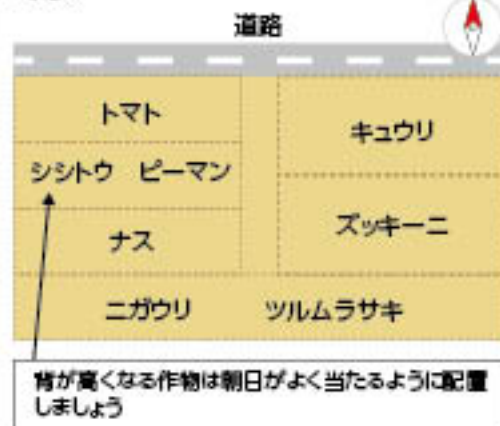 道路
トマト
キュウリ
シシトウ ピーマン
ズッキーニ
ナス
ニガウリ ツルムラサキ
背が高くなる作物は朝日がよく当たるように配置
しましょう